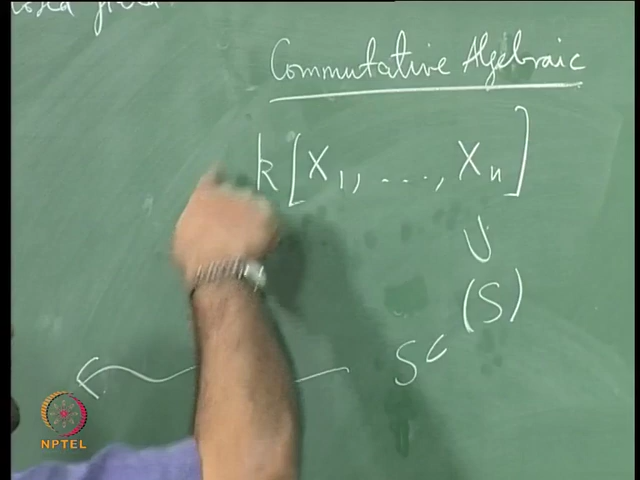 Commutative Algebraic
k[X₁, ..., Xₙ]
∪
(S)
S ⊂
NPTEL